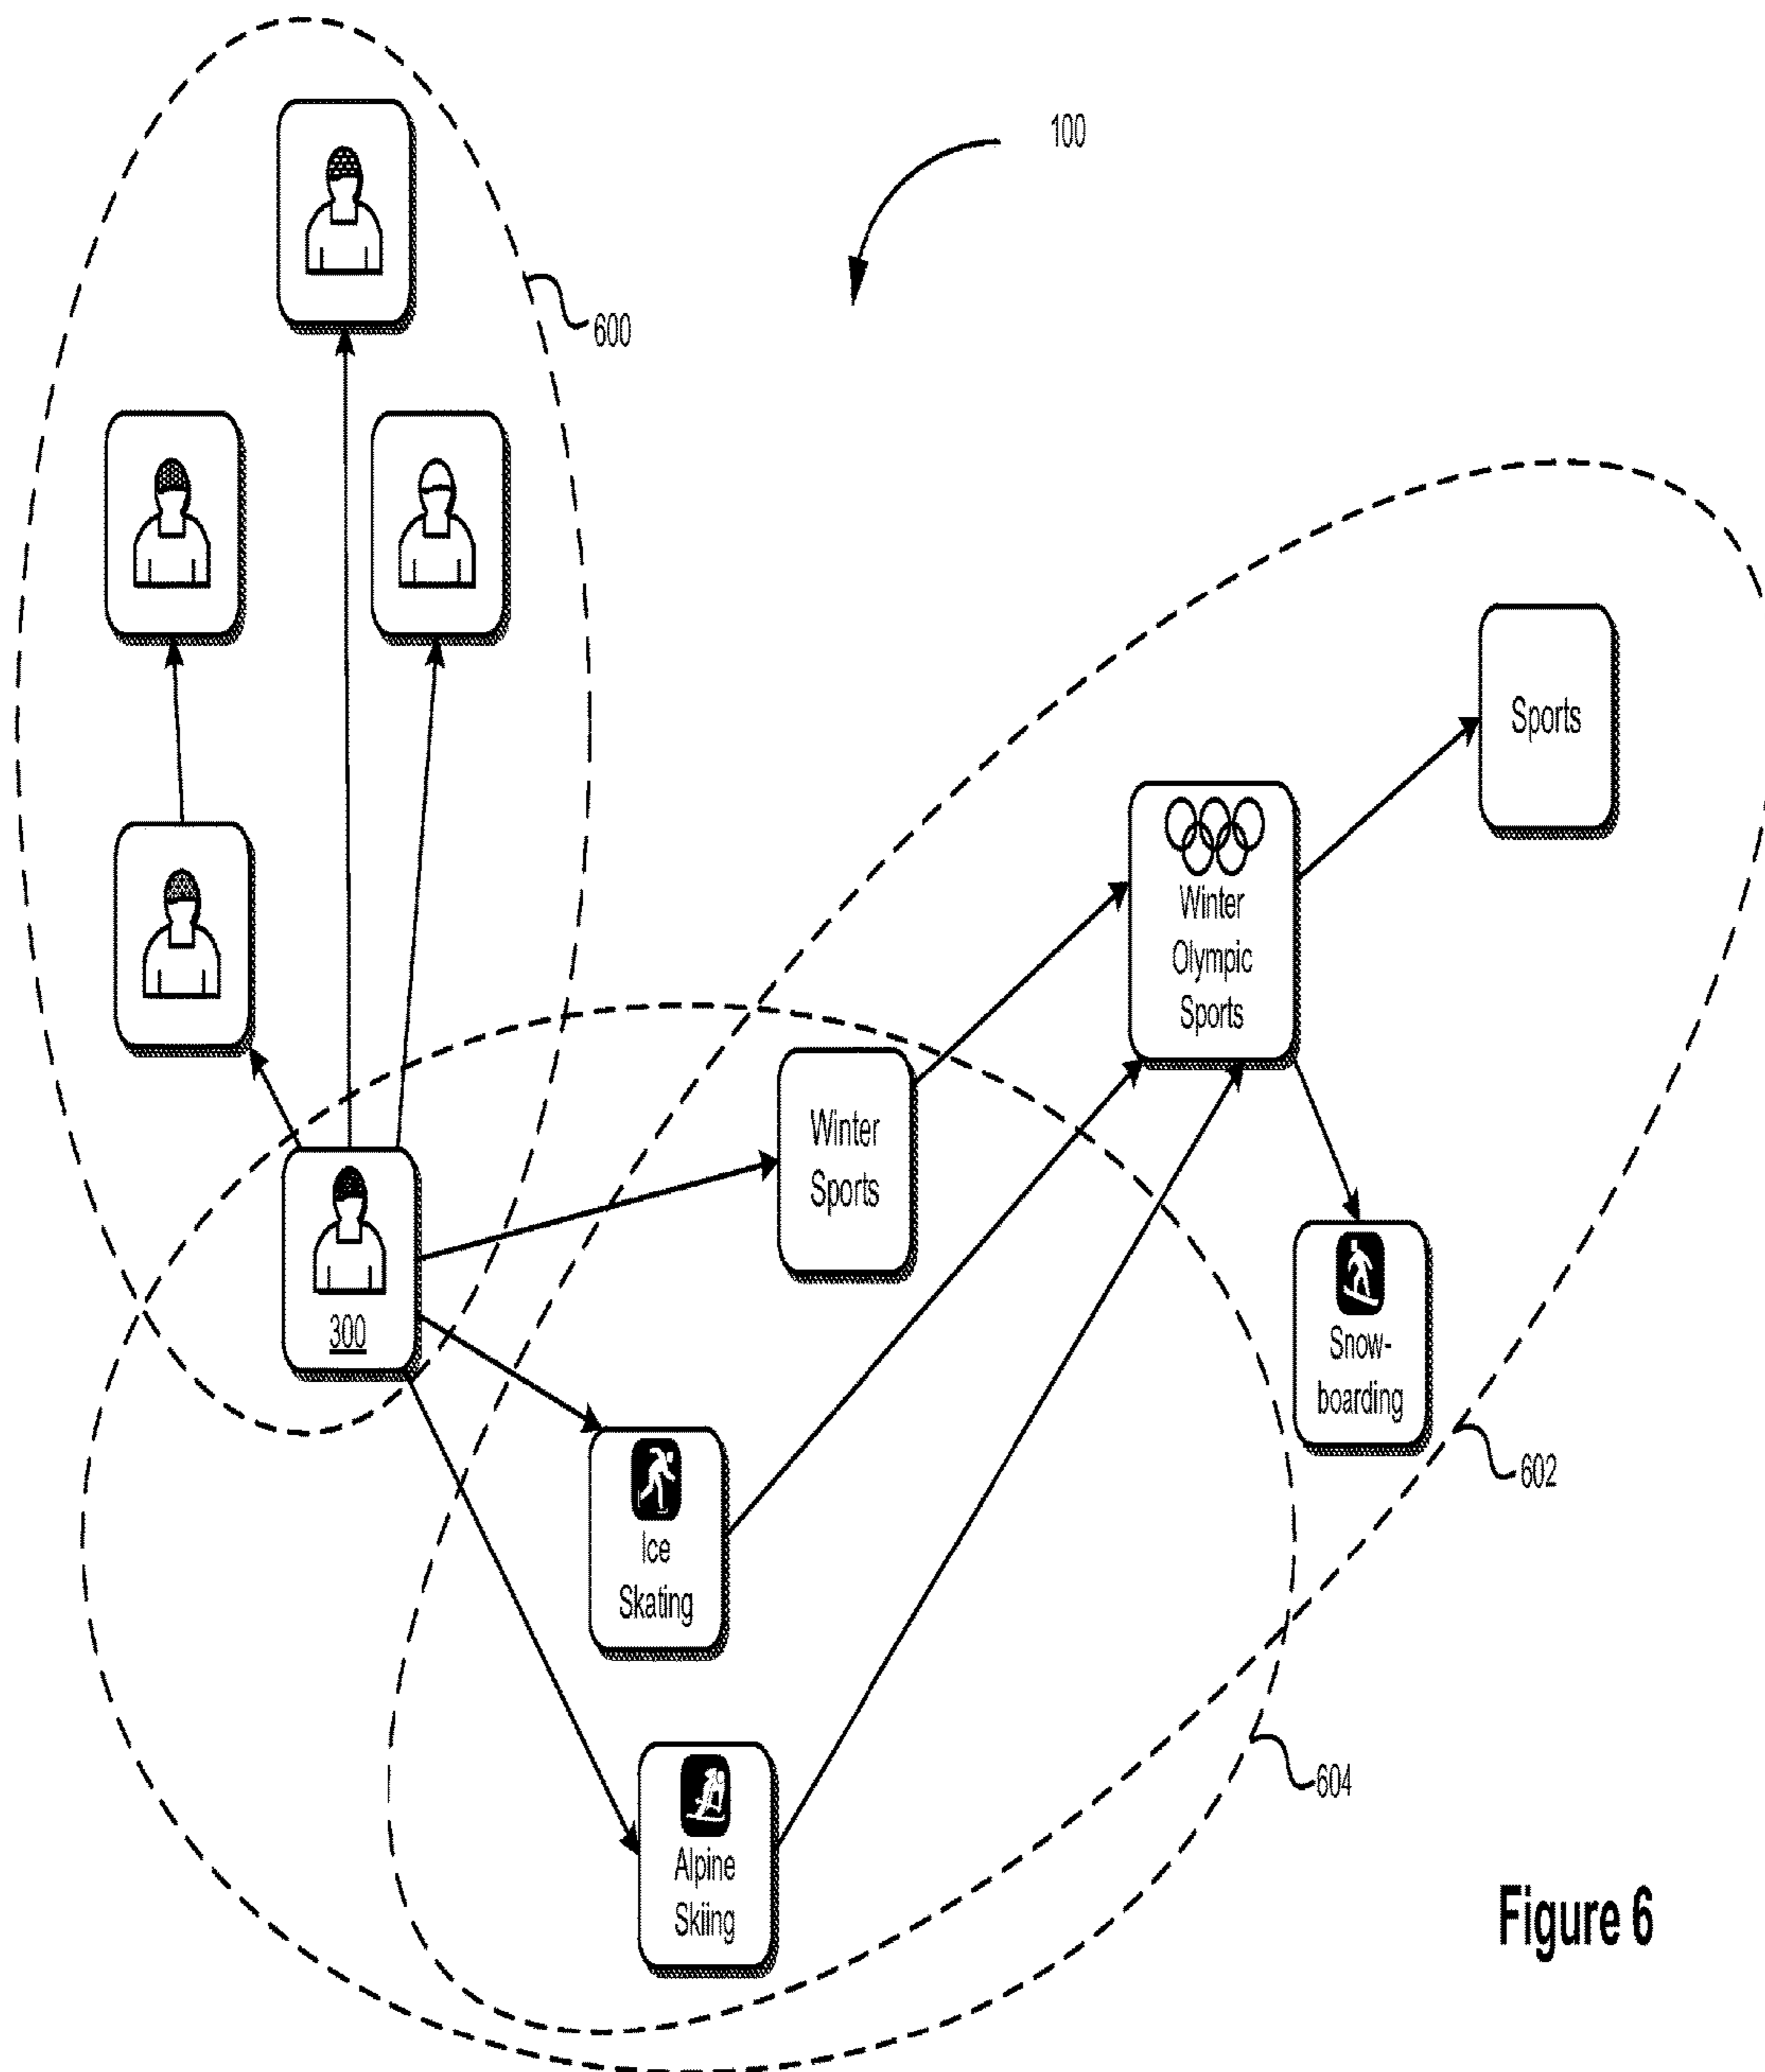 100
600
Sports
Winter
Olympic
Sports
Winter
Sports
300
Snow-
boarding
602
Ice
Skating
604
Alpine
Skiing
Figure 6